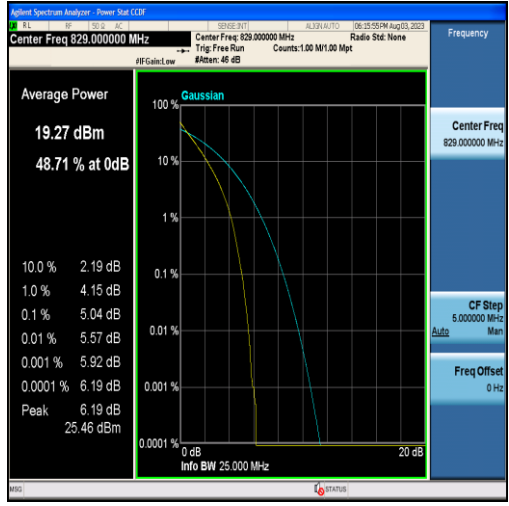 Agilent Spectrum Analyzer - Power Stat CCDF
RL RF 50 Ω AC SENSE:INT ALIGN AUTO 06:15:55 PM Aug 03, 2023
Center Freq 829.000000 MHz
Center Freq: 829.000000 MHz Radio Std: None
Trig: Free Run Counts:1.00 M/1.00 Mpt
#IFGain:Low #Atten: 46 dB
Frequency
Average Power
19.27 dBm
48.71 % at 0dB
10.0 % 2.19 dB
1.0 % 4.15 dB
0.1 % 5.04 dB
0.01 % 5.57 dB
0.001 % 5.92 dB
0.0001 % 6.19 dB
Peak 6.19 dB
25.46 dBm
Gaussian
100 %
10 %
1 %
0.1 %
0.01 %
0.001 %
0.0001 %
0 dB 20 dB
Info BW 25.000 MHz
Center Freq
829.000000 MHz
CF Step
5.000000 MHz
Auto Man
Freq Offset
0 Hz
MSG STATUS